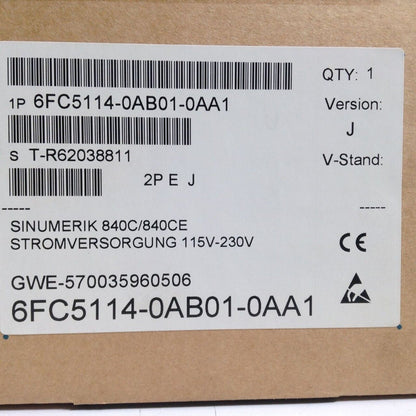 QTY: 1
1P 6FC5114-0AB01-0AA1
Version:
J
S T-R62038811
V-Stand:
2P E J
-----
-----
SINUMERIK 840C/840CE
STROMVERSORGUNG 115V-230V
CE
GWE-570035960506
6FC5114-0AB01-0AA1